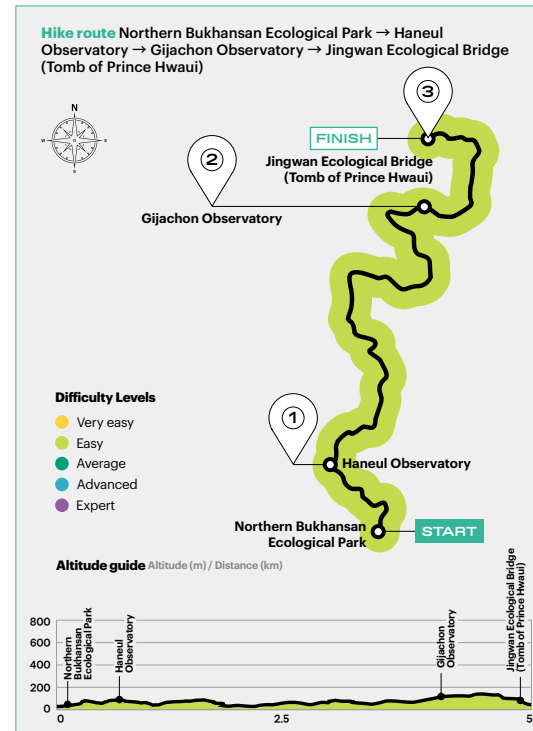 Hike route Northern Bukhansan Ecological Park → Haneul
Observatory → Gijachon Observatory → Jingwan Ecological Bridge
(Tomb of Prince Hwaui)
N
W
E
S
3
FINISH
Jingwan Ecological Bridge
(Tomb of Prince Hwaui)
2
Gijachon Observatory
Difficulty Levels
Very easy
Easy
Average
Advanced
Expert
1
Haneul Observatory
Northern Bukhansan
Ecological Park
START
Altitude guide Altitude (m) / Distance (km)
800
600
400
200
0
Northern
Bukhansan
Ecological Park
Haneul
Observatory
Gijachon
Observatory
Jingwan Ecological Bridge
(Tomb of Prince Hwaui)
0
2.5
5